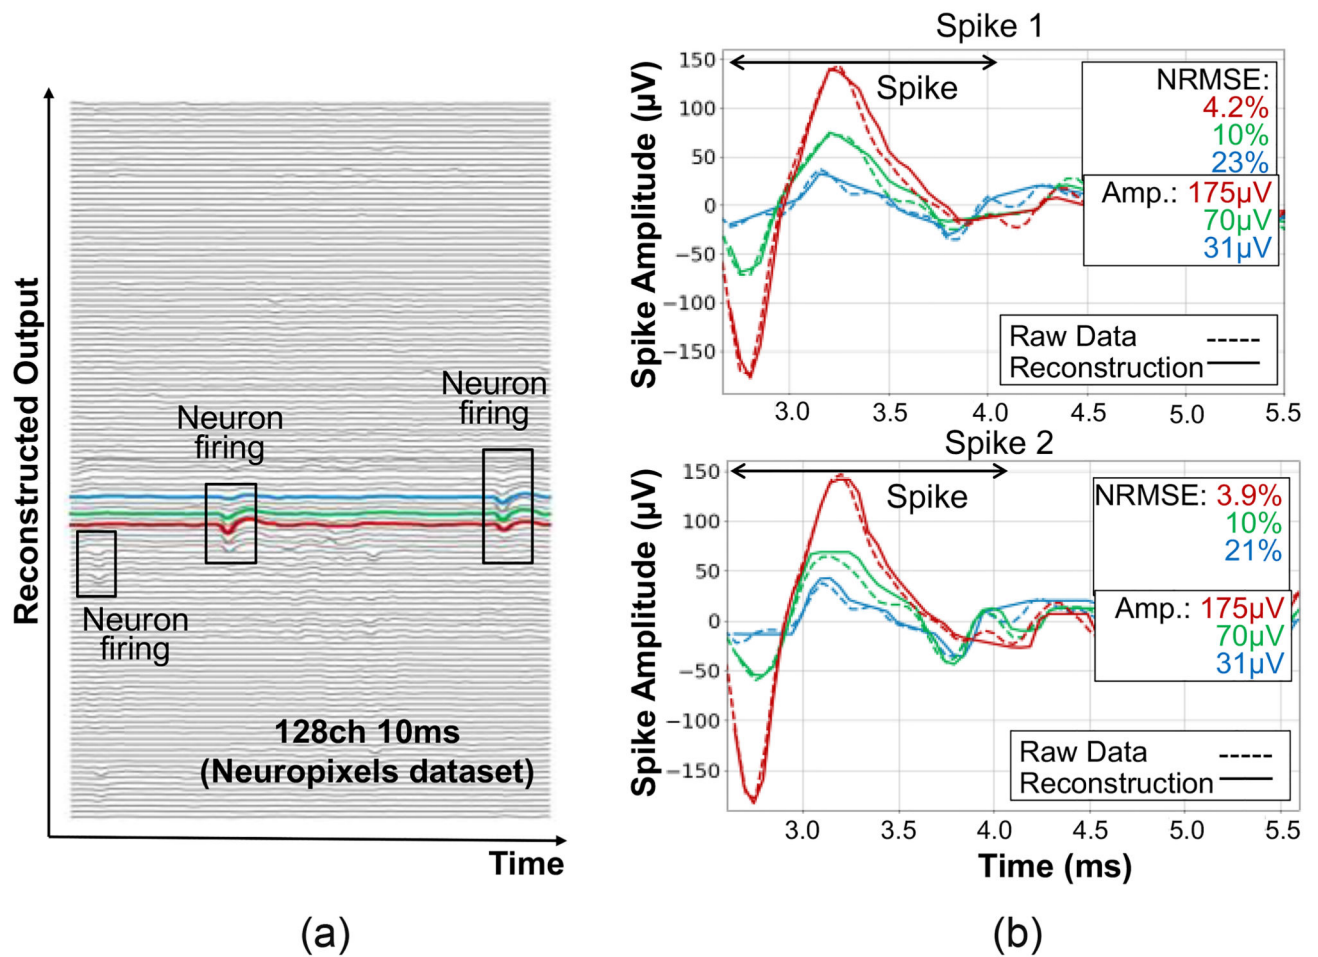 Reconstructed Output
Neuron
firing
Neuron
firing
Neuron
firing
128ch 10ms
(Neuropixels dataset)
Time
(a)
Spike 1
Spike Amplitude (μV)
150
100
50
0
−50
−100
−150
Spike
NRMSE:
4.2%
10%
23%
Amp.: 175μV
70μV
31μV
Raw Data
Reconstruction
3.0 3.5 4.0 4.5 5.0 5.5
Spike 2
Spike Amplitude (μV)
150
100
50
0
−50
−100
−150
Spike
NRMSE: 3.9%
10%
21%
Amp.: 175μV
70μV
31μV
Raw Data
Reconstruction
3.0 3.5 4.0 4.5 5.0 5.5
Time (ms)
(b)